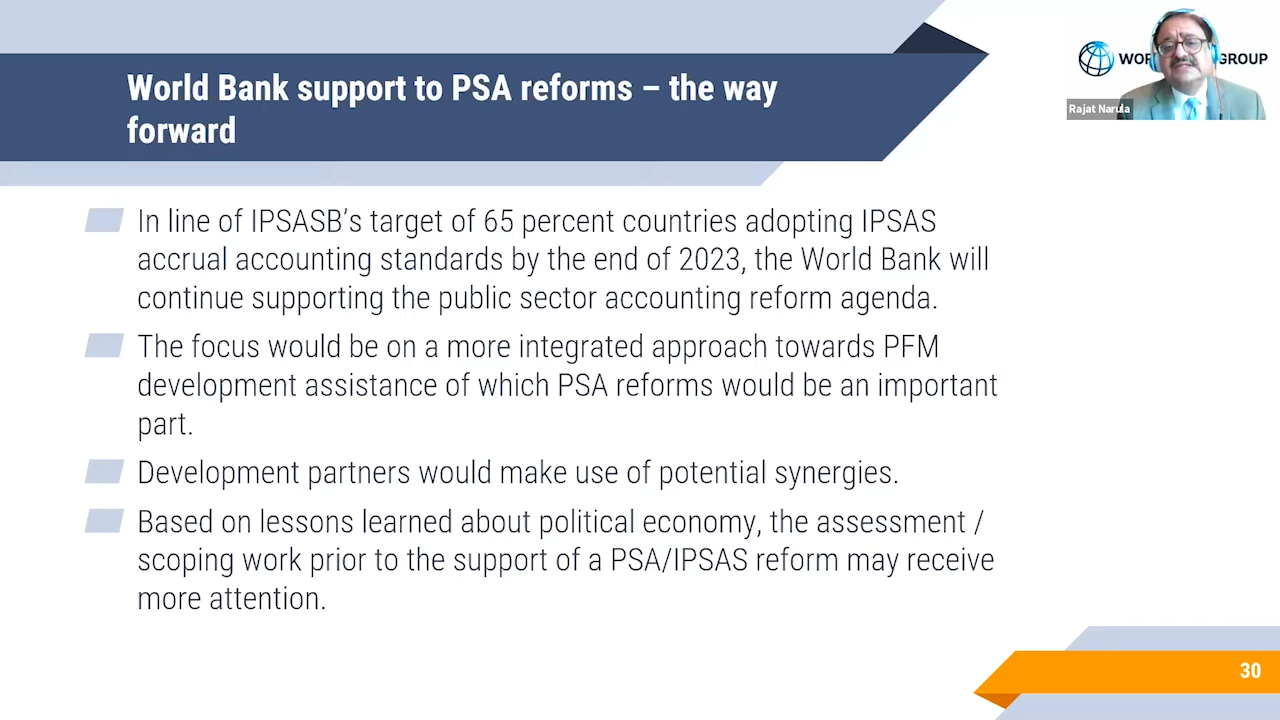 World Bank support to PSA reforms – the way
forward
WOR
GROUP
Rajat Narula
In line of IPSASB’s target of 65 percent countries adopting IPSAS
accrual accounting standards by the end of 2023, the World Bank will
continue supporting the public sector accounting reform agenda.
The focus would be on a more integrated approach towards PFM
development assistance of which PSA reforms would be an important
part.
Development partners would make use of potential synergies.
Based on lessons learned about political economy, the assessment /
scoping work prior to the support of a PSA/IPSAS reform may receive
more attention.
30